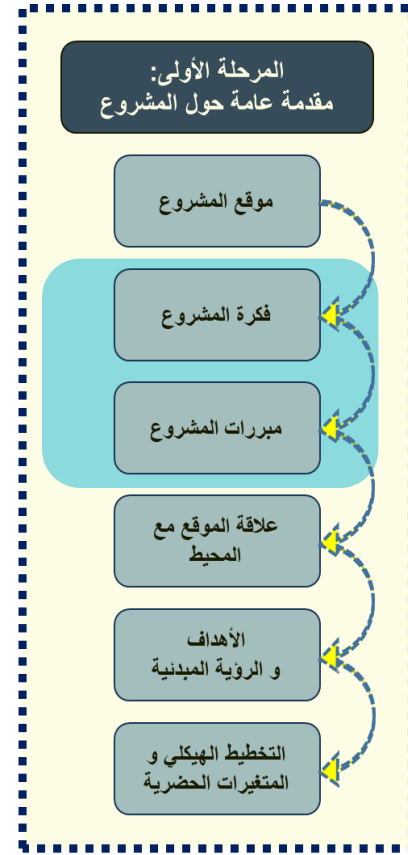 المرحلة الأولى:
مقدمة عامة حول المشروع
موقع المشروع
فكرة المشروع
مبررات المشروع
علاقة الموقع مع
المحيط
الأهداف
و الرؤية المبدئية
التخطيط الهيكلي و
المتغيرات الحضرية